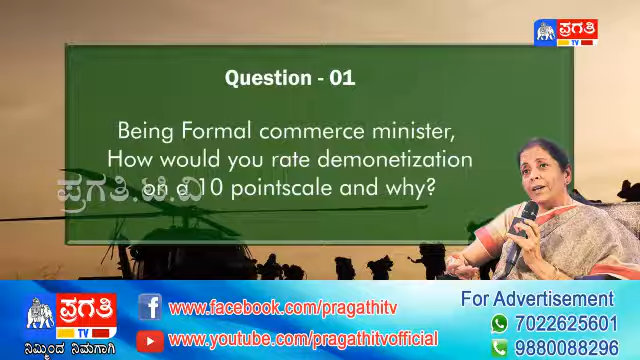 ಪ್ರಗತಿ
TV
Question - 01
Being Formal commerce minister,
How would you rate demonetization
on a 10 pointscale and why?
ಪ್ರಗತಿ.ಟಿ.ವಿ
ಪ್ರಗತಿ
TV
ನಿಮ್ಮಿಂದ ನಿಮಗಾಗಿ
www.facebook.com/pragathitv
www.youtube.com/pragathitvofficial
For Advertisement
7022625601
9880088296